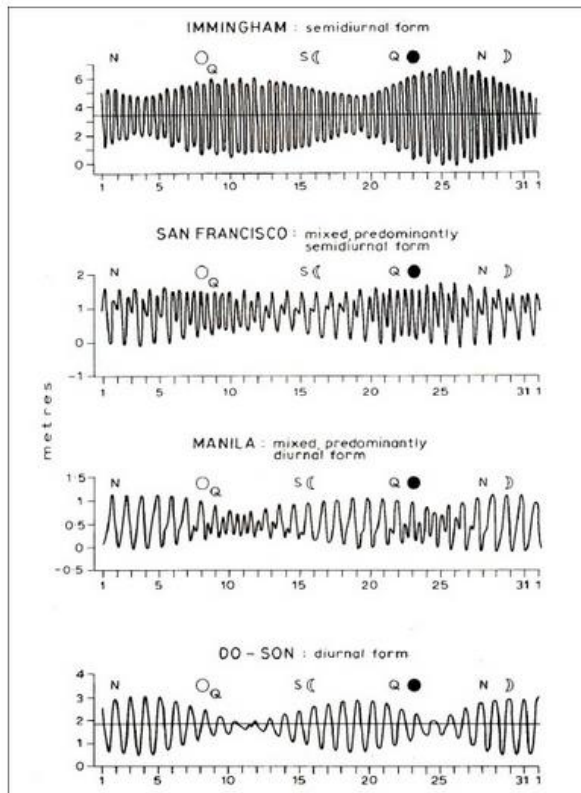 IMMINGHAM : semidiurnal form
N Q S Q N
6
4
2
0
1 5 10 15 20 25 31 1
SAN FRANCISCO : mixed, predominantly
semidiurnal form
N Q S Q N
2
1
0
-1
1 5 10 15 20 25 31 1
metres
MANILA : mixed, predominantly
diurnal form
N Q S Q N
1·5
1
0·5
0
-0·5
1 5 10 15 20 25 31 1
DO - SON : diurnal form
N Q S Q N
4
3
2
1
0
1 5 10 15 20 25 31 1